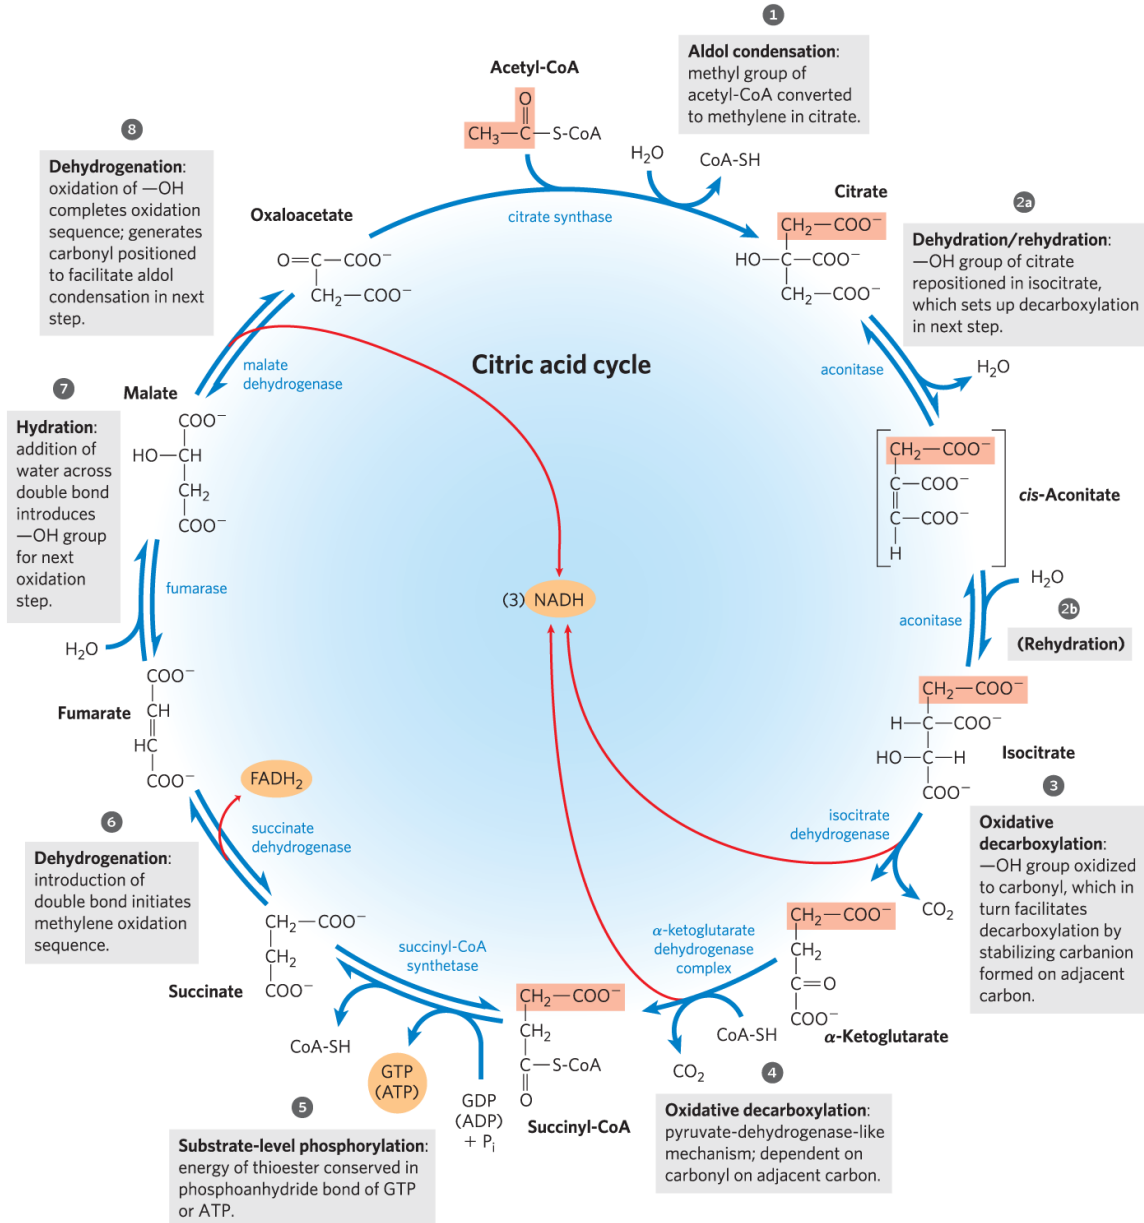 1
Aldol condensation:
methyl group of
acetyl-CoA converted
to methylene in citrate.
Acetyl-CoA
O
CH₃—C—S-CoA
H₂O
CoA-SH
citrate synthase
Citrate
CH₂—COO⁻
HO—C—COO⁻
CH₂—COO⁻
2a
Dehydration/rehydration:
—OH group of citrate
repositioned in isocitrate,
which sets up decarboxylation
in next step.
aconitase
H₂O
CH₂—COO⁻
C—COO⁻
C—COO⁻
H
cis-Aconitate
H₂O
aconitase
2b
(Rehydration)
CH₂—COO⁻
H—C—COO⁻
HO—C—H
COO⁻
Isocitrate
3
Oxidative
decarboxylation:
—OH group oxidized
to carbonyl, which in
turn facilitates
decarboxylation by
stabilizing carbanion
formed on adjacent
carbon.
isocitrate
dehydrogenase
CO₂
CH₂—COO⁻
CH₂
C=O
COO⁻
α-Ketoglutarate
α-ketoglutarate
dehydrogenase
complex
CoA-SH
CO₂
4
Oxidative decarboxylation:
pyruvate-dehydrogenase-like
mechanism; dependent on
carbonyl on adjacent carbon.
CH₂—COO⁻
CH₂
C—S-CoA
O
Succinyl-CoA
succinyl-CoA
synthetase
GDP
(ADP)
+ Pᵢ
GTP
(ATP)
CoA-SH
5
Substrate-level phosphorylation:
energy of thioester conserved in
phosphoanhydride bond of GTP
or ATP.
CH₂—COO⁻
CH₂
COO⁻
Succinate
succinate
dehydrogenase
FADH₂
6
Dehydrogenation:
introduction of
double bond initiates
methylene oxidation
sequence.
COO⁻
CH
HC
COO⁻
Fumarate
H₂O
fumarase
7
Hydration:
addition of
water across
double bond
introduces
—OH group
for next
oxidation
step.
Malate
COO⁻
HO—CH
CH₂
COO⁻
malate
dehydrogenase
8
Dehydrogenation:
oxidation of —OH
completes oxidation
sequence; generates
carbonyl positioned
to facilitate aldol
condensation in next
step.
Oxaloacetate
O=C—COO⁻
CH₂—COO⁻
Citric acid cycle
(3) NADH